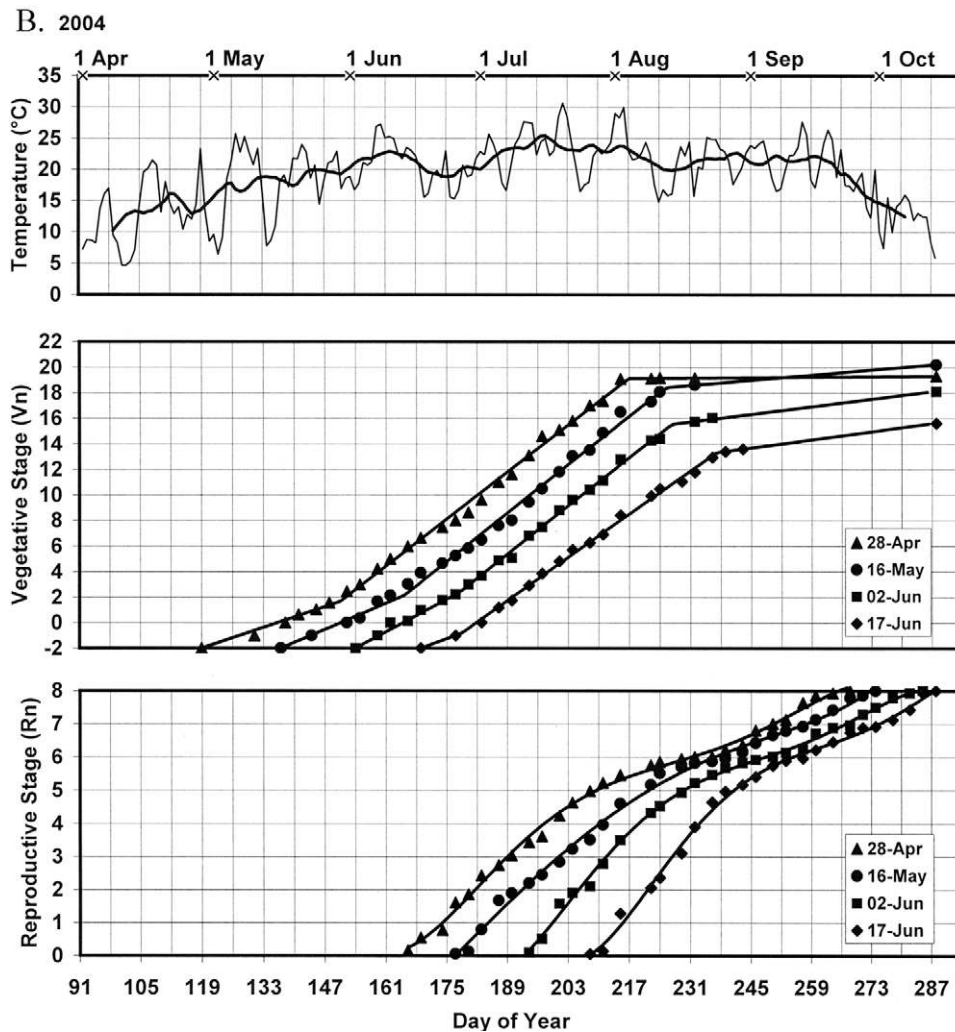 B. 2004
1 Apr 1 May 1 Jun 1 Jul 1 Aug 1 Sep 1 Oct
Temperature (°C)
35
30
25
20
15
10
5
0
Vegetative Stage (Vn)
22
20
18
16
14
12
10
8
6
4
2
0
-2
28-Apr
16-May
02-Jun
17-Jun
Reproductive Stage (Rn)
8
7
6
5
4
3
2
1
0
28-Apr
16-May
02-Jun
17-Jun
91 105 119 133 147 161 175 189 203 217 231 245 259 273 287
Day of Year